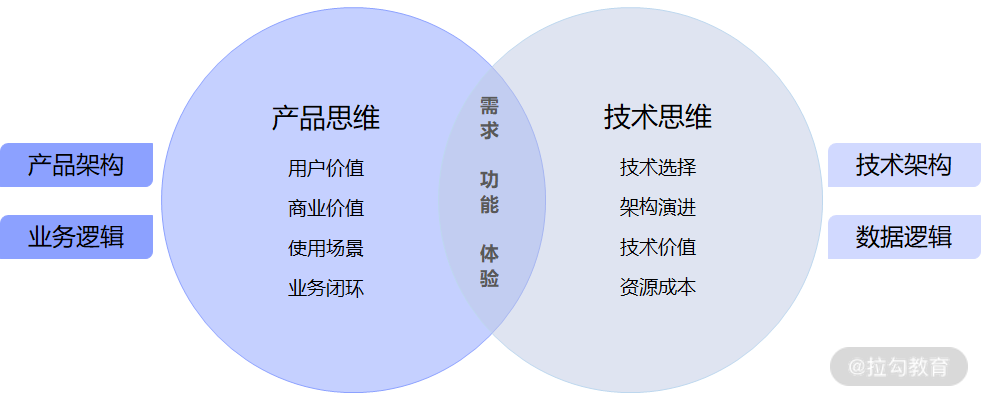 产品架构
业务逻辑
产品思维
用户价值
商业价值
使用场景
业务闭环
需求
功能
体验
技术思维
技术选择
架构演进
技术价值
资源成本
技术架构
数据逻辑
@拉勾教育